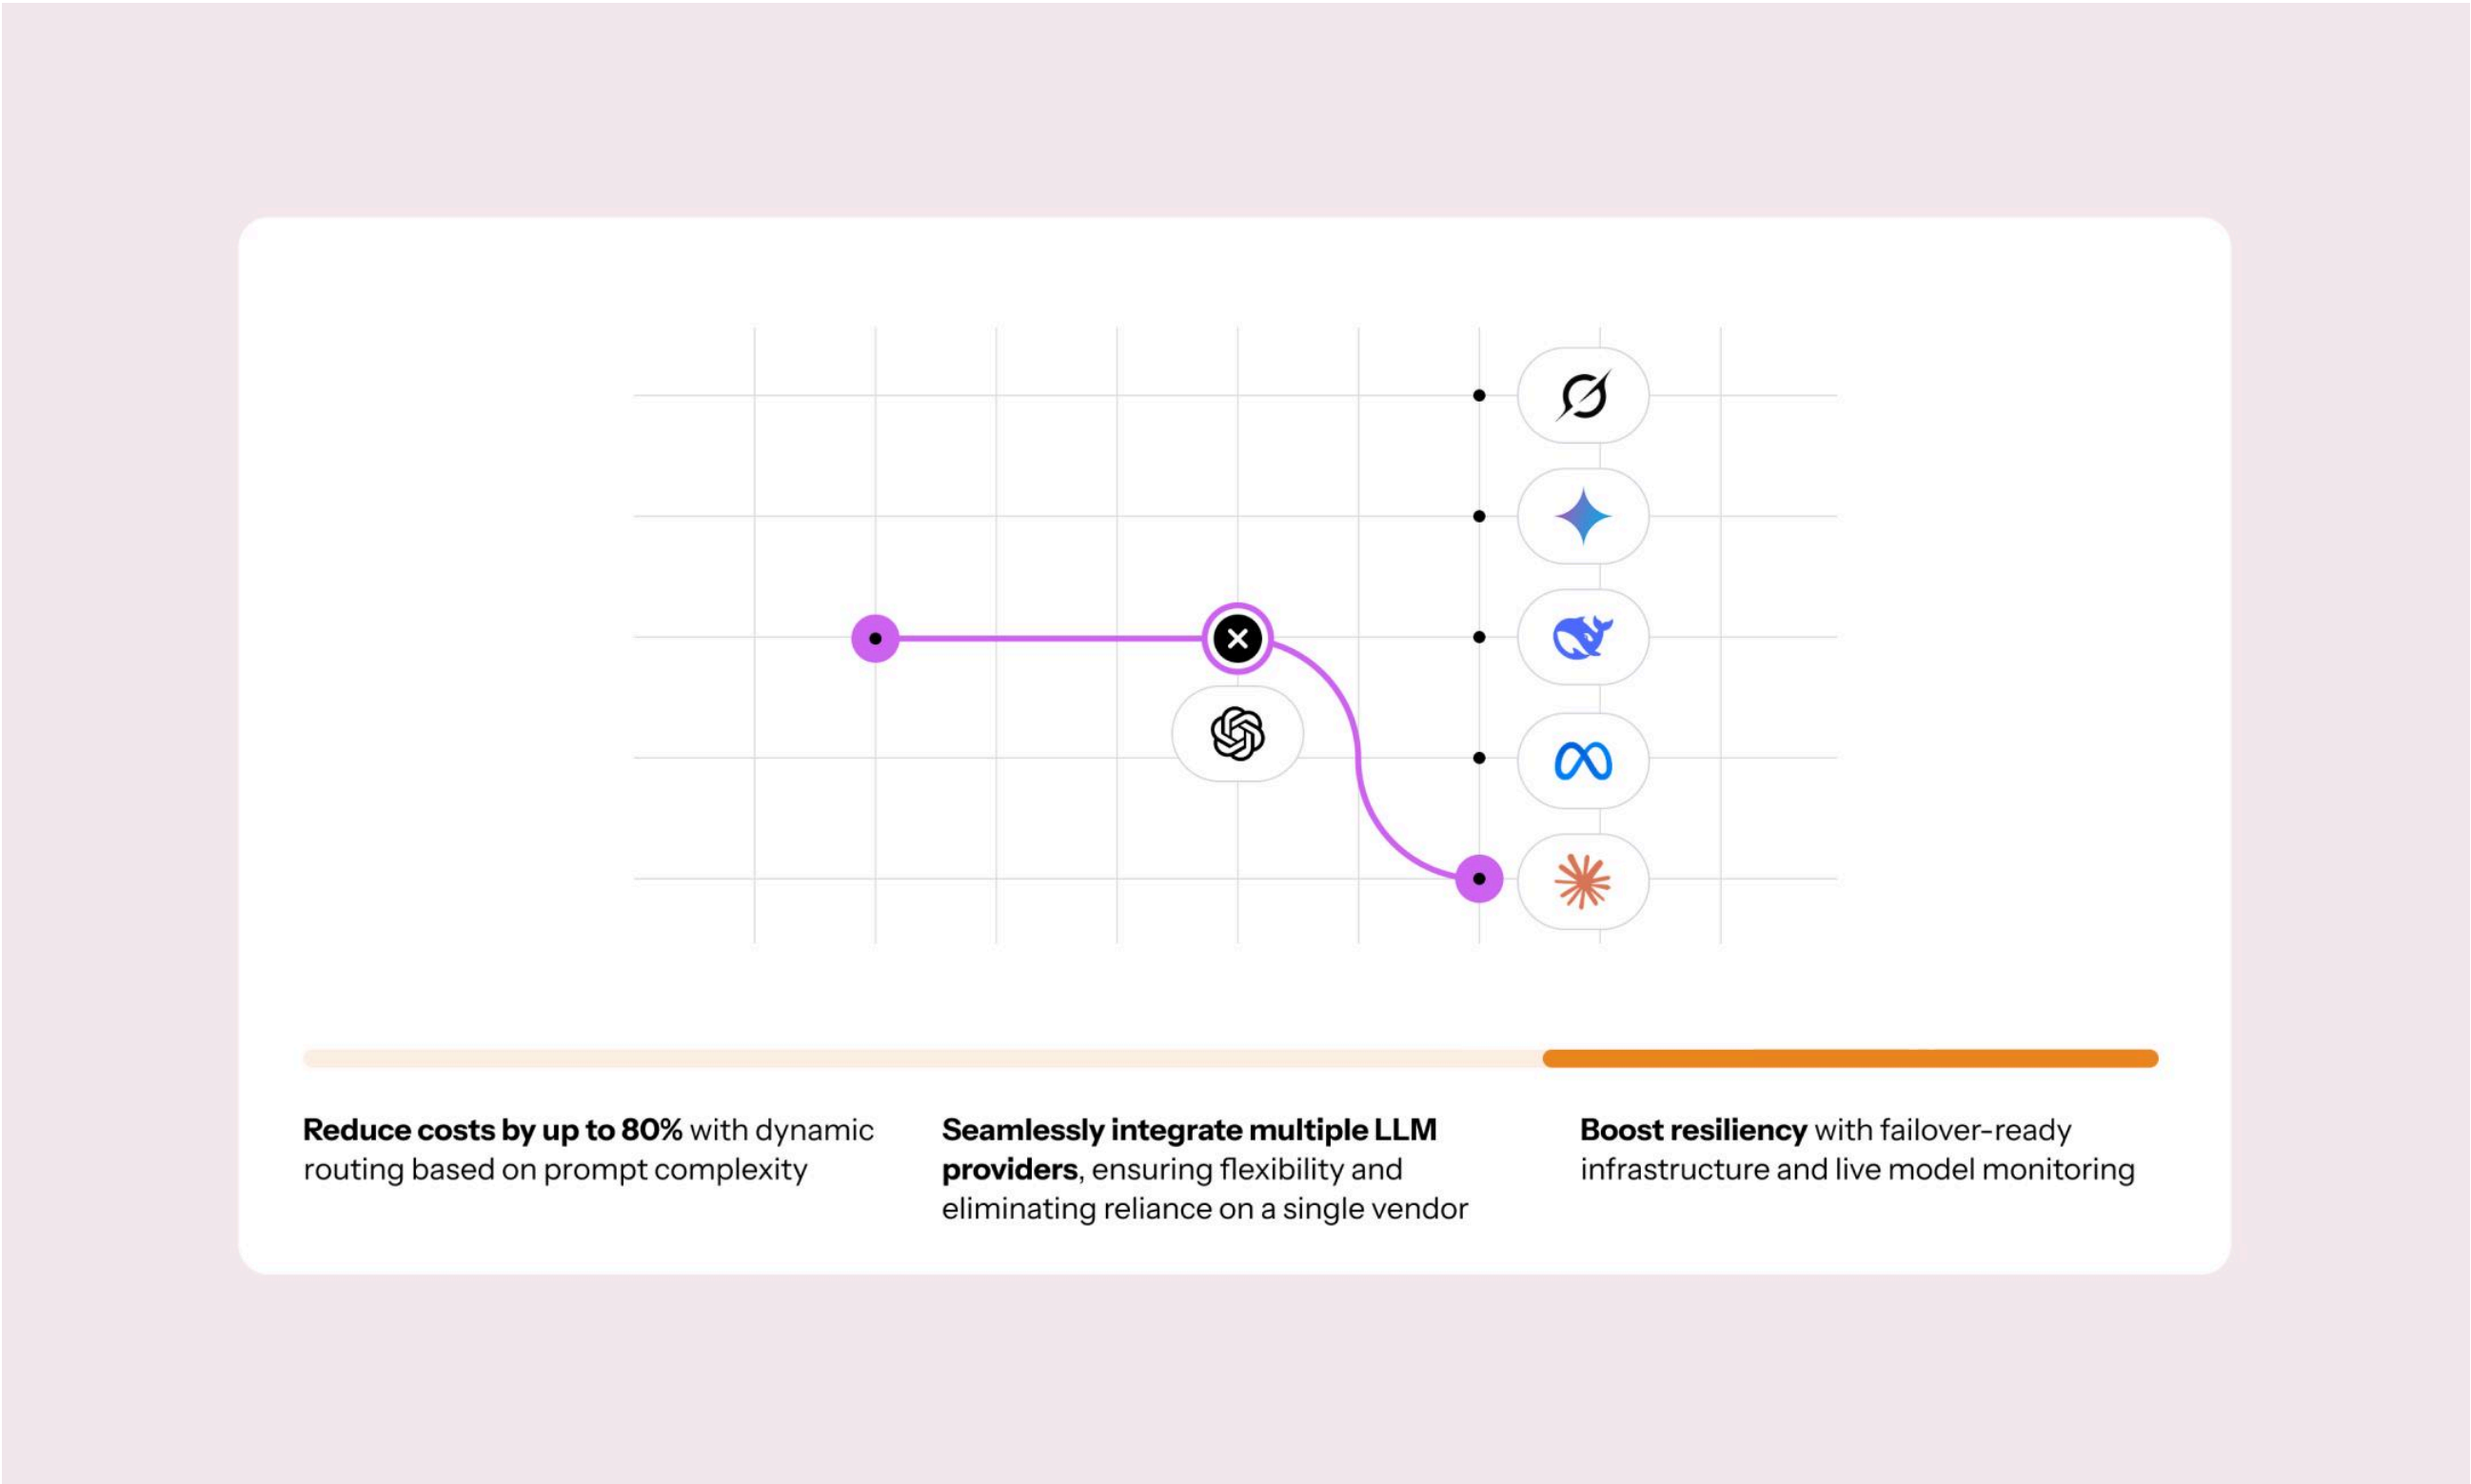 Reduce costs by up to 80% with dynamic
routing based on prompt complexity
Seamlessly integrate multiple LLM
providers, ensuring flexibility and
eliminating reliance on a single vendor
Boost resiliency with failover-ready
infrastructure and live model monitoring